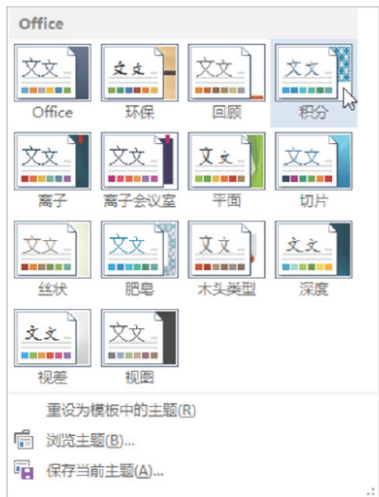 Office
文文 文文 文文 文文
Office 环保 回顾 积分
文文 文文 文文 文文
离子 离子会议室 平面 切片
文文 文文 文文 文文
丝状 肥皂 木头类型 深度
文文 文文
视差 视图
重设为模板中的主题(R)
浏览主题(B)...
保存当前主题(A)...